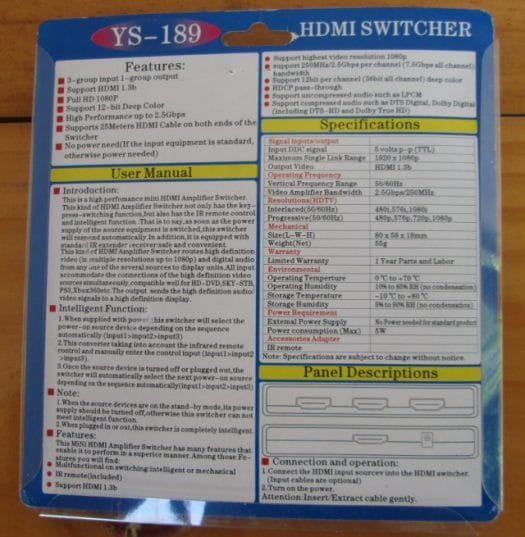 YS-189
HDMI SWITCHER
Features:
3-group input 1-group output
Support HDMI 1.3b
Full HD 1080P
Support 12-bit Deep Color
High Performance up to 2.5Gbps
Supports 25Meters HDMI Cable on both ends of the
Switcher
No power need(If the input equipment is standard,
otherwise power needed)
User Manual
Introduction:
This is a high perfomance mini HDMI Amplifier Switcher.
This kind of HDMI Amplifier Switcher not only has the key-
press-switching function,but also has the IR remote control
and intelligent function. That is to say,as soon as the power
supply of the source equipment is switched,this switcher
will respond automatically. In addition,it is equipped with
standard IR extender receiver-safe and convenient.
This kind of HDMI Amplifier Switcher routes high definition
video (in multiple resolutions up to 1080p) and digital audio
from any one of the several sources to display units. All input
accommodate the connections of the high definition video
sources simultaneously,compatible well for HD-DVD,SKY-STB,
PS3,Xbox360etc. The output sends the high definition audio/
video signals to a high definition display.
Intelligent Function:
1.When supplied with power,this switcher will select the
power-on source device depending on the sequence
automatically (input1>input2>input3)
2.This converter taking into account the infrared remote
control and manually enter the control input (input1>input2
>input3).
3.Once the source device is turned off or plugged out,the
switcher will automatically select the next power-on source
depending on the sequence automatically(input1>input2>input3)
Note:
1.When the source devices are on the stand-by mode,its power
supply should be turned off,otherwise this switcher can not
meet intelligent function.
2.When plugged in or out,this switcher is completely intelligent.
Features:
This MINI HDMI Amplifier Switcher has many features that
enable it to perform in a superior manner. Among those Fe-
atures you will find:
Multifunctional on switching:intelligent or mechanical
IR remote(included)
Support HDMI 1.3b
Support highest video resolution 1080p
support 250MHz/2.5Gbps per channel (7.5Gbps all channel)
bandwidth
Support 12bit per channel (36bit all channel) deep color
HDCP pass-through
Support uncompressed audio such as LPCM
Support compressed audio such as DTS Digital, Dolby Digital
(including DTS-HD and Dolby True HD)
Specifications
Signal inputs/output
Input DDC signal 5 volts p-p (TTL)
Maximum Single Link Range 1920 x 1080p
Output Video HDMI 1.3b
Operating Frequency
Vertical Frequency Range 50/60Hz
Video Amplifier Bandwidth 2.5Gbps/250MHz
Resolutions(HDTV)
Interlaced(50/60Hz) 480i,576i,1080i
Progressive(50/60Hz) 480p,576p,720p,1080p
Mechanical
Size(L-W-H) 80 x 58 x 18mm
Weight(Net) 55g
Warranty
Limited Warranty 1 Year Parts and Labor
Environmental
Operating Temperture 0℃ to +70℃
Operating Humidity 10% to 85% RH (no condensation)
Storage Temperture -10℃ to +80℃
Storage Humidity 5% to 90% RH (no condensation)
Power Requirement
External Power Supply No Power needed for standard product
Power consumption (Max) 5W
Accessories Adapter
IR remote
Note: Specifications are subject to change without notice.
Panel Descriptions
Connection and operation:
1.Connect the HDMI input sources into the HDMI switcher.
(Input cables are optional)
2.Turn on the power.
Attention:Insert/Extract cable gently.